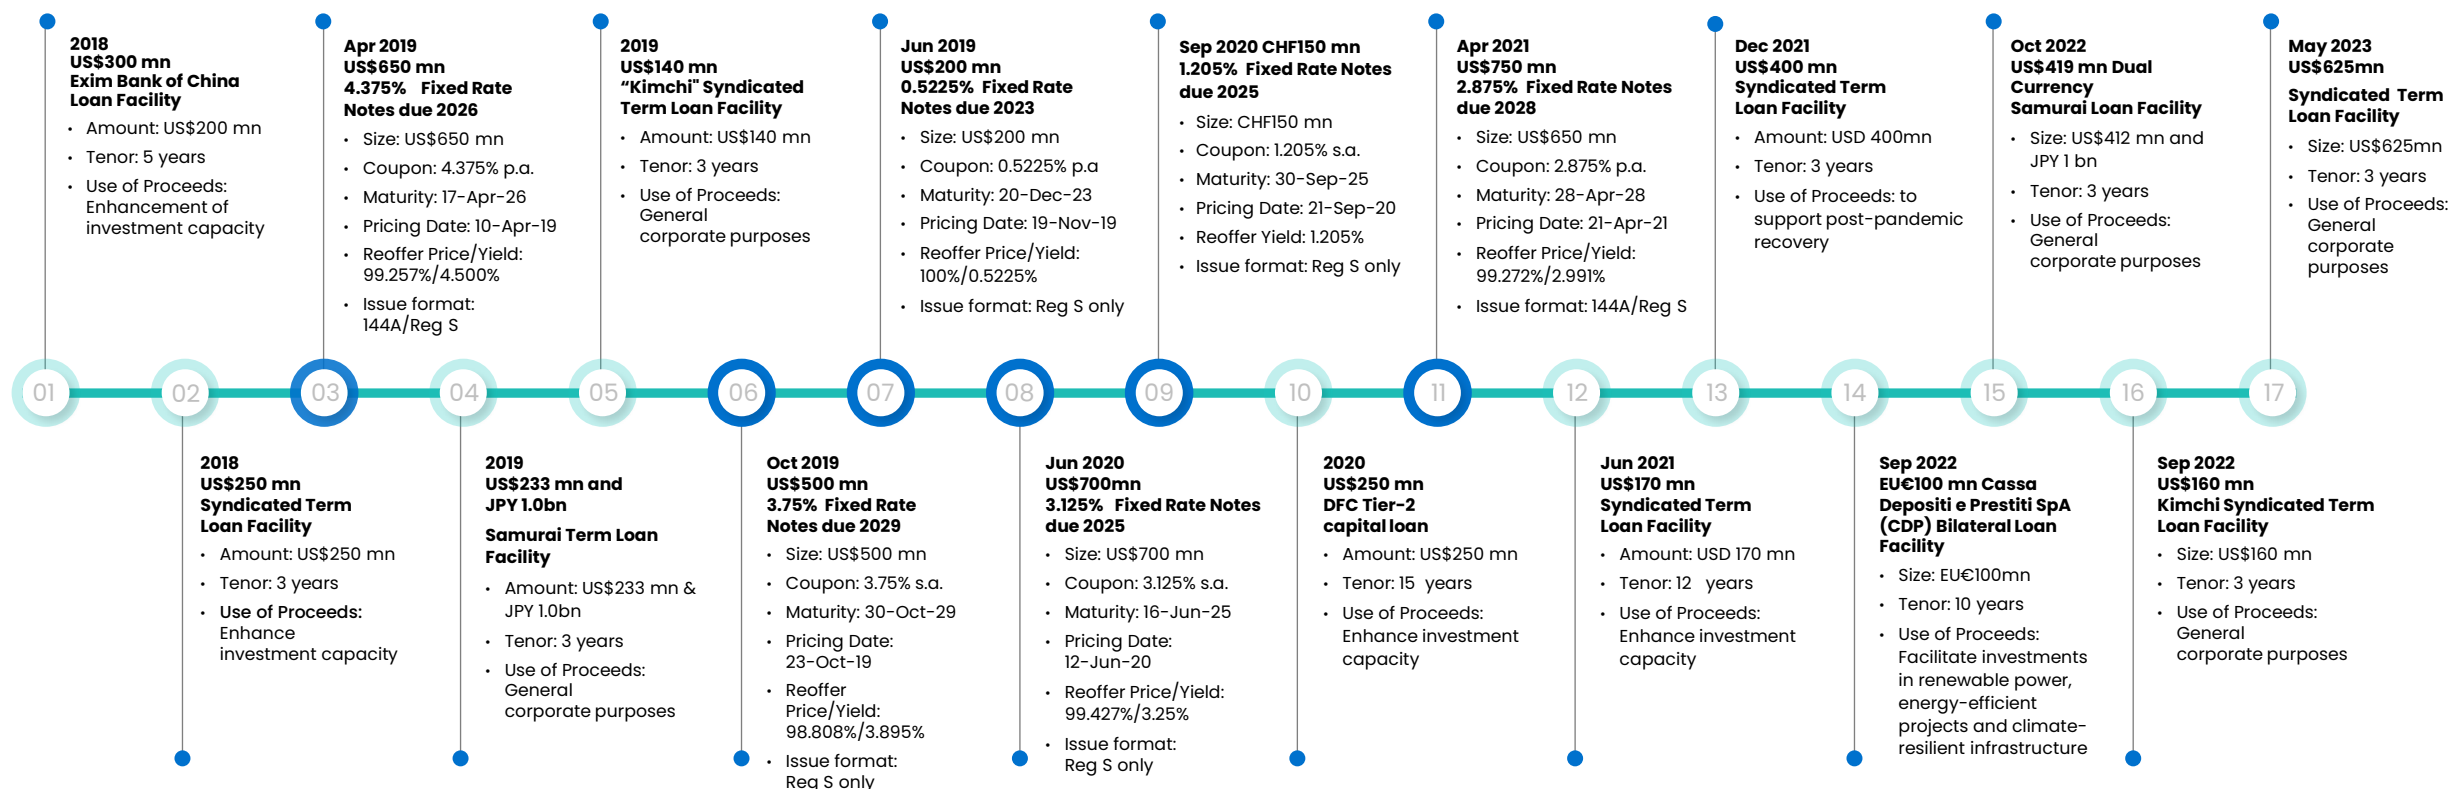 2018
US$300 mn
Exim Bank of China
Loan Facility
• Amount: US$200 mn
• Tenor: 5 years
• Use of Proceeds:
Enhancement of
investment capacity
Apr 2019
US$650 mn
4.375% Fixed Rate
Notes due 2026
• Size: US$650 mn
• Coupon: 4.375% p.a.
• Maturity: 17-Apr-26
• Pricing Date: 10-Apr-19
• Reoffer Price/Yield:
99.257%/4.500%
• Issue format:
144A/Reg S
2019
US$140 mn
“Kimchi" Syndicated
Term Loan Facility
• Amount: US$140 mn
• Tenor: 3 years
• Use of Proceeds:
General
corporate purposes
Jun 2019
US$200 mn
0.5225% Fixed Rate
Notes due 2023
• Size: US$200 mn
• Coupon: 0.5225% p.a
• Maturity: 20-Dec-23
• Pricing Date: 19-Nov-19
• Reoffer Price/Yield:
100%/0.5225%
• Issue format: Reg S only
Sep 2020 CHF150 mn
1.205% Fixed Rate Notes
due 2025
• Size: CHF150 mn
• Coupon: 1.205% s.a.
• Maturity: 30-Sep-25
• Pricing Date: 21-Sep-20
• Reoffer Yield: 1.205%
• Issue format: Reg S only
Apr 2021
US$750 mn
2.875% Fixed Rate Notes
due 2028
• Size: US$650 mn
• Coupon: 2.875% p.a.
• Maturity: 28-Apr-28
• Pricing Date: 21-Apr-21
• Reoffer Price/Yield:
99.272%/2.991%
• Issue format: 144A/Reg S
Dec 2021
US$400 mn
Syndicated Term
Loan Facility
• Amount: USD 400mn
• Tenor: 3 years
• Use of Proceeds: to
support post-pandemic
recovery
Oct 2022
US$419 mn Dual
Currency
Samurai Loan Facility
• Size: US$412 mn and
JPY 1 bn
• Tenor: 3 years
• Use of Proceeds:
General
corporate purposes
May 2023
US$625mn
Syndicated Term
Loan Facility
• Size: US$625mn
• Tenor: 3 years
• Use of Proceeds:
General
corporate
purposes
01 02 03 04 05 06 07 08 09 10 11 12 13 14 15 16 17
2018
US$250 mn
Syndicated Term
Loan Facility
• Amount: US$250 mn
• Tenor: 3 years
• Use of Proceeds:
Enhance
investment capacity
2019
US$233 mn and
JPY 1.0bn
Samurai Term Loan
Facility
• Amount: US$233 mn &
JPY 1.0bn
• Tenor: 3 years
• Use of Proceeds:
General
corporate purposes
Oct 2019
US$500 mn
3.75% Fixed Rate
Notes due 2029
• Size: US$500 mn
• Coupon: 3.75% s.a.
• Maturity: 30-Oct-29
• Pricing Date:
23-Oct-19
• Reoffer
Price/Yield:
98.808%/3.895%
• Issue format:
Reg S only
Jun 2020
US$700mn
3.125% Fixed Rate Notes
due 2025
• Size: US$700 mn
• Coupon: 3.125% s.a.
• Maturity: 16-Jun-25
• Pricing Date:
12-Jun-20
• Reoffer Price/Yield:
99.427%/3.25%
• Issue format:
Reg S only
2020
US$250 mn
DFC Tier-2
capital loan
• Amount: US$250 mn
• Tenor: 15 years
• Use of Proceeds:
Enhance investment
capacity
Jun 2021
US$170 mn
Syndicated Term
Loan Facility
• Amount: USD 170 mn
• Tenor: 12 years
• Use of Proceeds:
Enhance investment
capacity
Sep 2022
EU€100 mn Cassa
Depositi e Prestiti SpA
(CDP) Bilateral Loan
Facility
• Size: EU€100mn
• Tenor: 10 years
• Use of Proceeds:
Facilitate investments
in renewable power,
energy-efficient
projects and climate-
resilient infrastructure
Sep 2022
US$160 mn
Kimchi Syndicated Term
Loan Facility
• Size: US$160 mn
• Tenor: 3 years
• Use of Proceeds:
General
corporate purposes